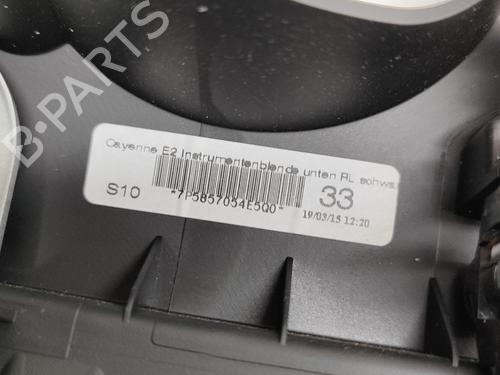 Cayenne E2 Instrumentenblende unten RL schwa
S10
*7P5857054E5Q0*
33
19/03/15 12:20
B-PARTS